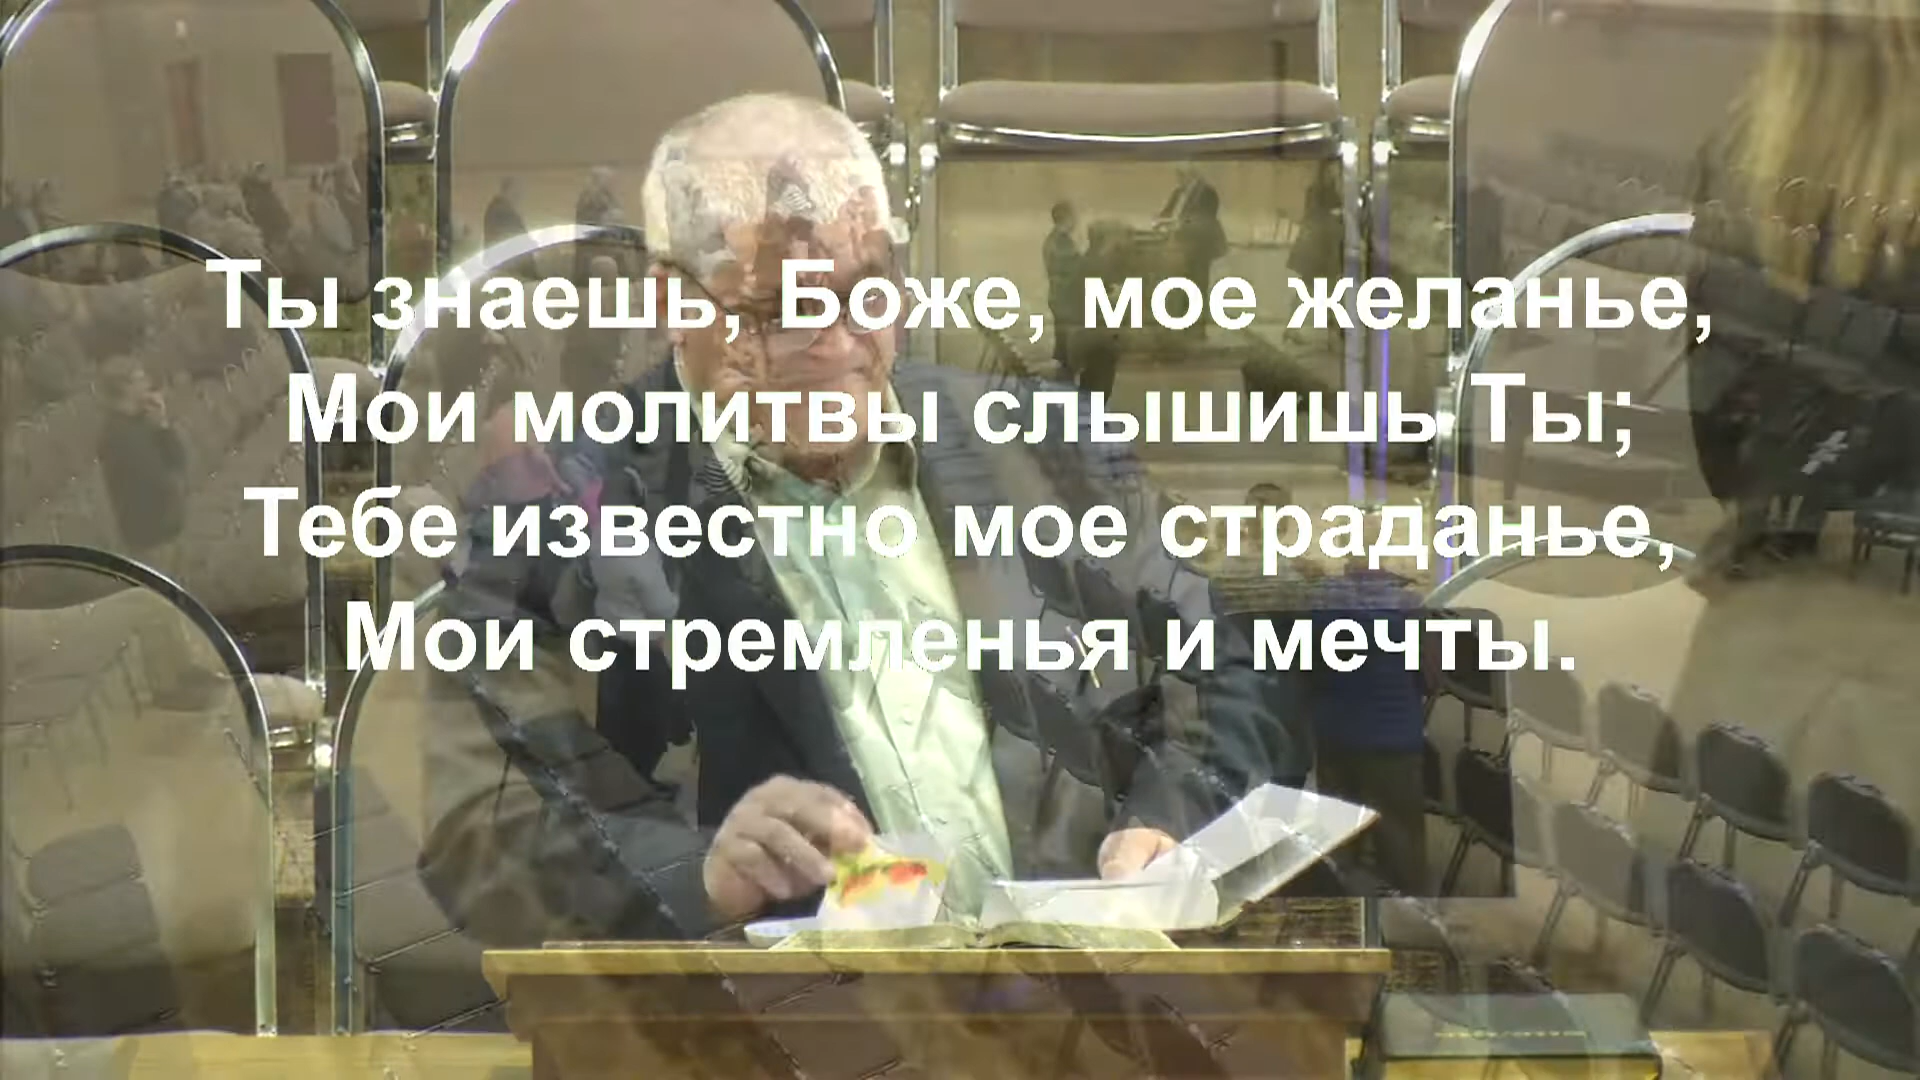 Ты знаешь, Боже, мое желанье,
Мои молитвы слышишь Ты;
Тебе известно мое страданье,
Мои стремленья и мечты.